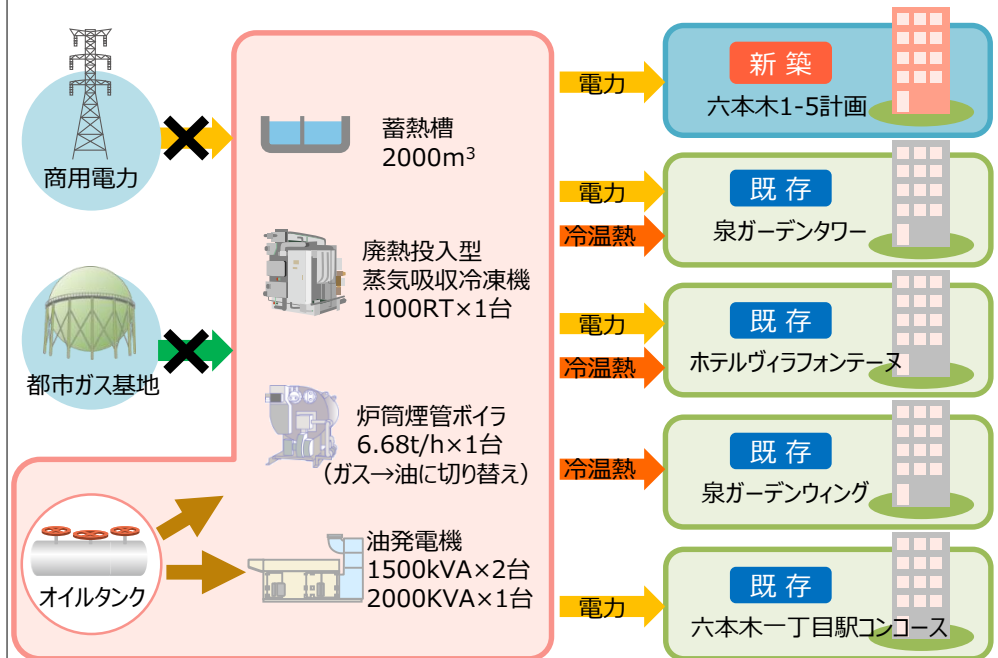 商用電力
都市ガス基地
オイルタンク
蓄熱槽
2000m³
廃熱投入型
蒸気吸収冷凍機
1000RT×1台
炉筒煙管ボイラ
6.68t/h×1台
(ガス→油に切り替え)
油発電機
1500kVA×2台
2000KVA×1台
電力
新築
六本木1-5計画
電力
冷温熱
既存
泉ガーデンタワー
電力
冷温熱
既存
ホテルヴィラフォンテーヌ
冷温熱
既存
泉ガーデンウィング
電力
既存
六本木一丁目駅コンコース